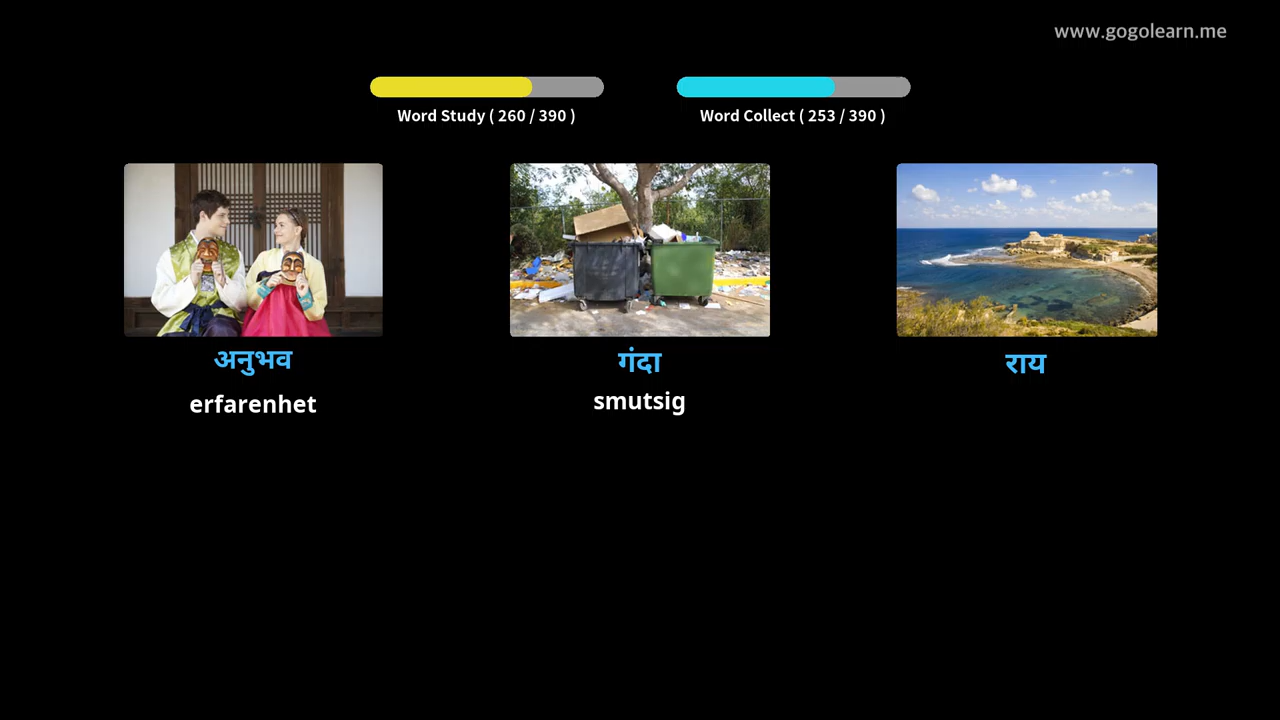 www.gogolearn.me
Word Study ( 260 / 390 )
Word Collect ( 253 / 390 )
अनुभव
गंदा
राय
erfarenhet
smutsig